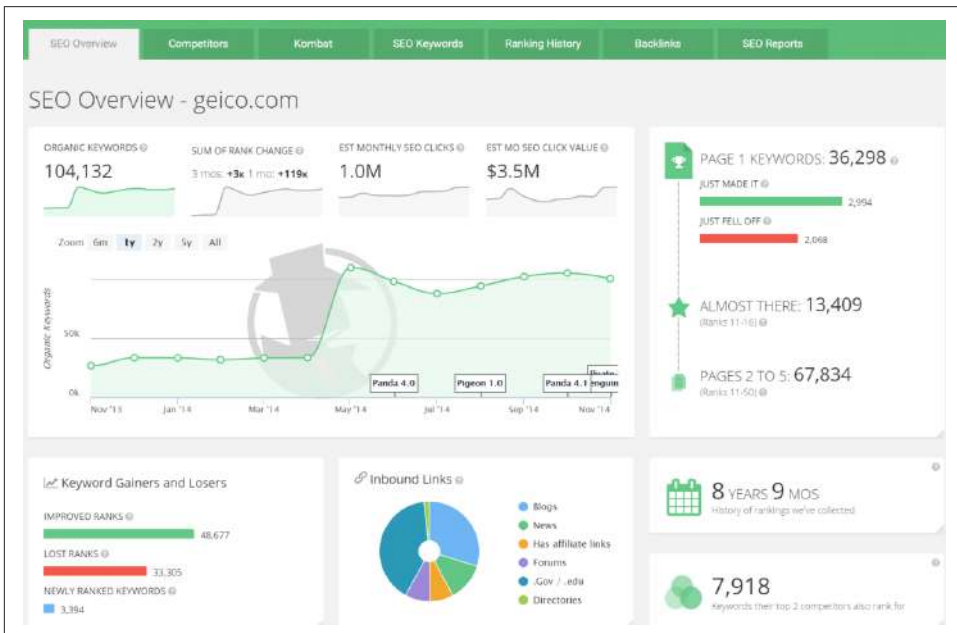 SEO Overview Competitors Kombat SEO Keywords Ranking History Backlinks SEO Reports
SEO Overview - geico.com
ORGANIC KEYWORDS
104,132
SUM OF RANK CHANGE
3 mos: +3K 1 mo: +119K
EST MONTHLY SEO CLICKS
1.0M
EST MO SEO CLICK VALUE
$3.5M
Zoom 6m 1y 2y 5y All
Organic Keywords
50k
0k
Panda 4.0 Pigeon 1.0 Panda 4.1
Nov '13 Jan '14 Mar '14 May '14 Jul '14 Sep '14 Nov '14
PAGE 1 KEYWORDS: 36,298
JUST MADE IT
2,994
JUST FELL OFF
2,068
ALMOST THERE: 13,409
(Ranks 11-16)
PAGES 2 TO 5: 67,834
(Ranks 11-50)
Keyword Gainers and Losers
IMPROVED RANKS
48,677
LOST RANKS
33,305
NEWLY RANKED KEYWORDS
3,394
Inbound Links
Blogs
News
Has affiliate links
Forums
.Gov / .edu
Directories
8 YEARS 9 MOS
History of rankings we've collected
7,918
Keywords their top 2 competitors also rank for